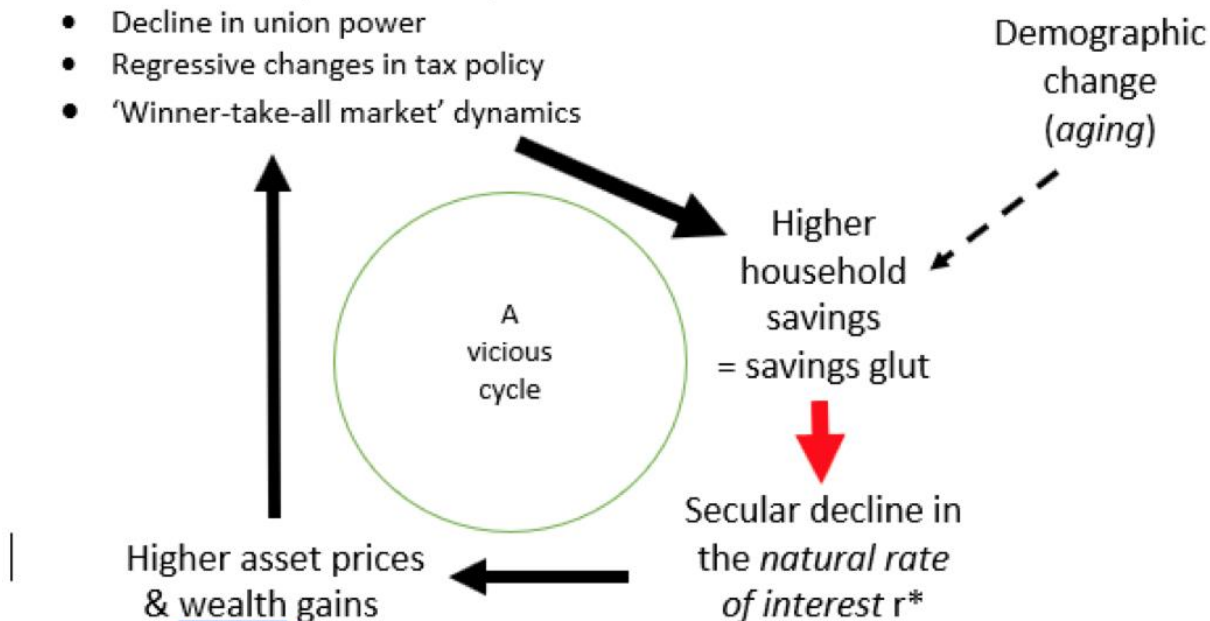 • Decline in union power
• Regressive changes in tax policy
• ‘Winner-take-all market’ dynamics
Demographic
change
(aging)
Higher
household
savings
= savings glut
A
vicious
cycle
Secular decline in
the natural rate
of interest r*
Higher asset prices
& wealth gains